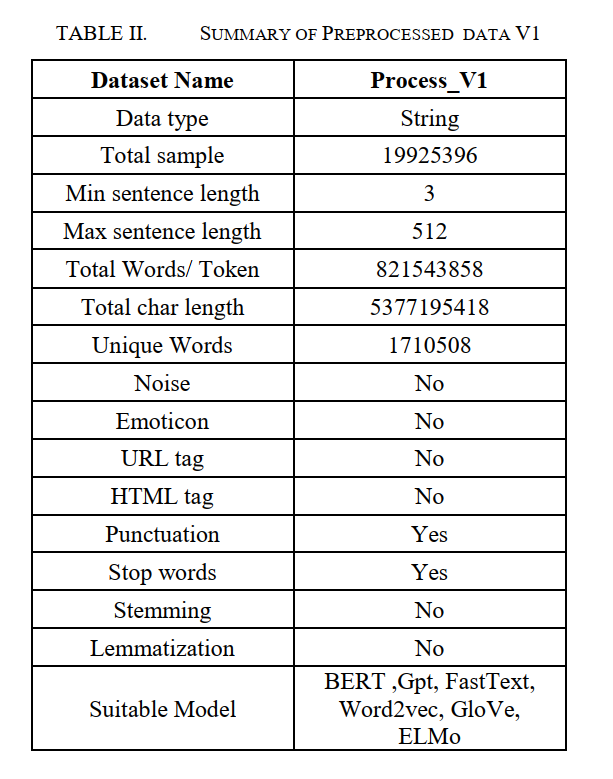 TABLE II. SUMMARY OF PREPROCESSED DATA V1
Dataset Name Process_V1
Data type String
Total sample 19925396
Min sentence length 3
Max sentence length 512
Total Words/ Token 821543858
Total char length 5377195418
Unique Words 1710508
Noise No
Emoticon No
URL tag No
HTML tag No
Punctuation Yes
Stop words Yes
Stemming No
Lemmatization No
Suitable Model BERT ,Gpt, FastText,
Word2vec, GloVe,
ELMo